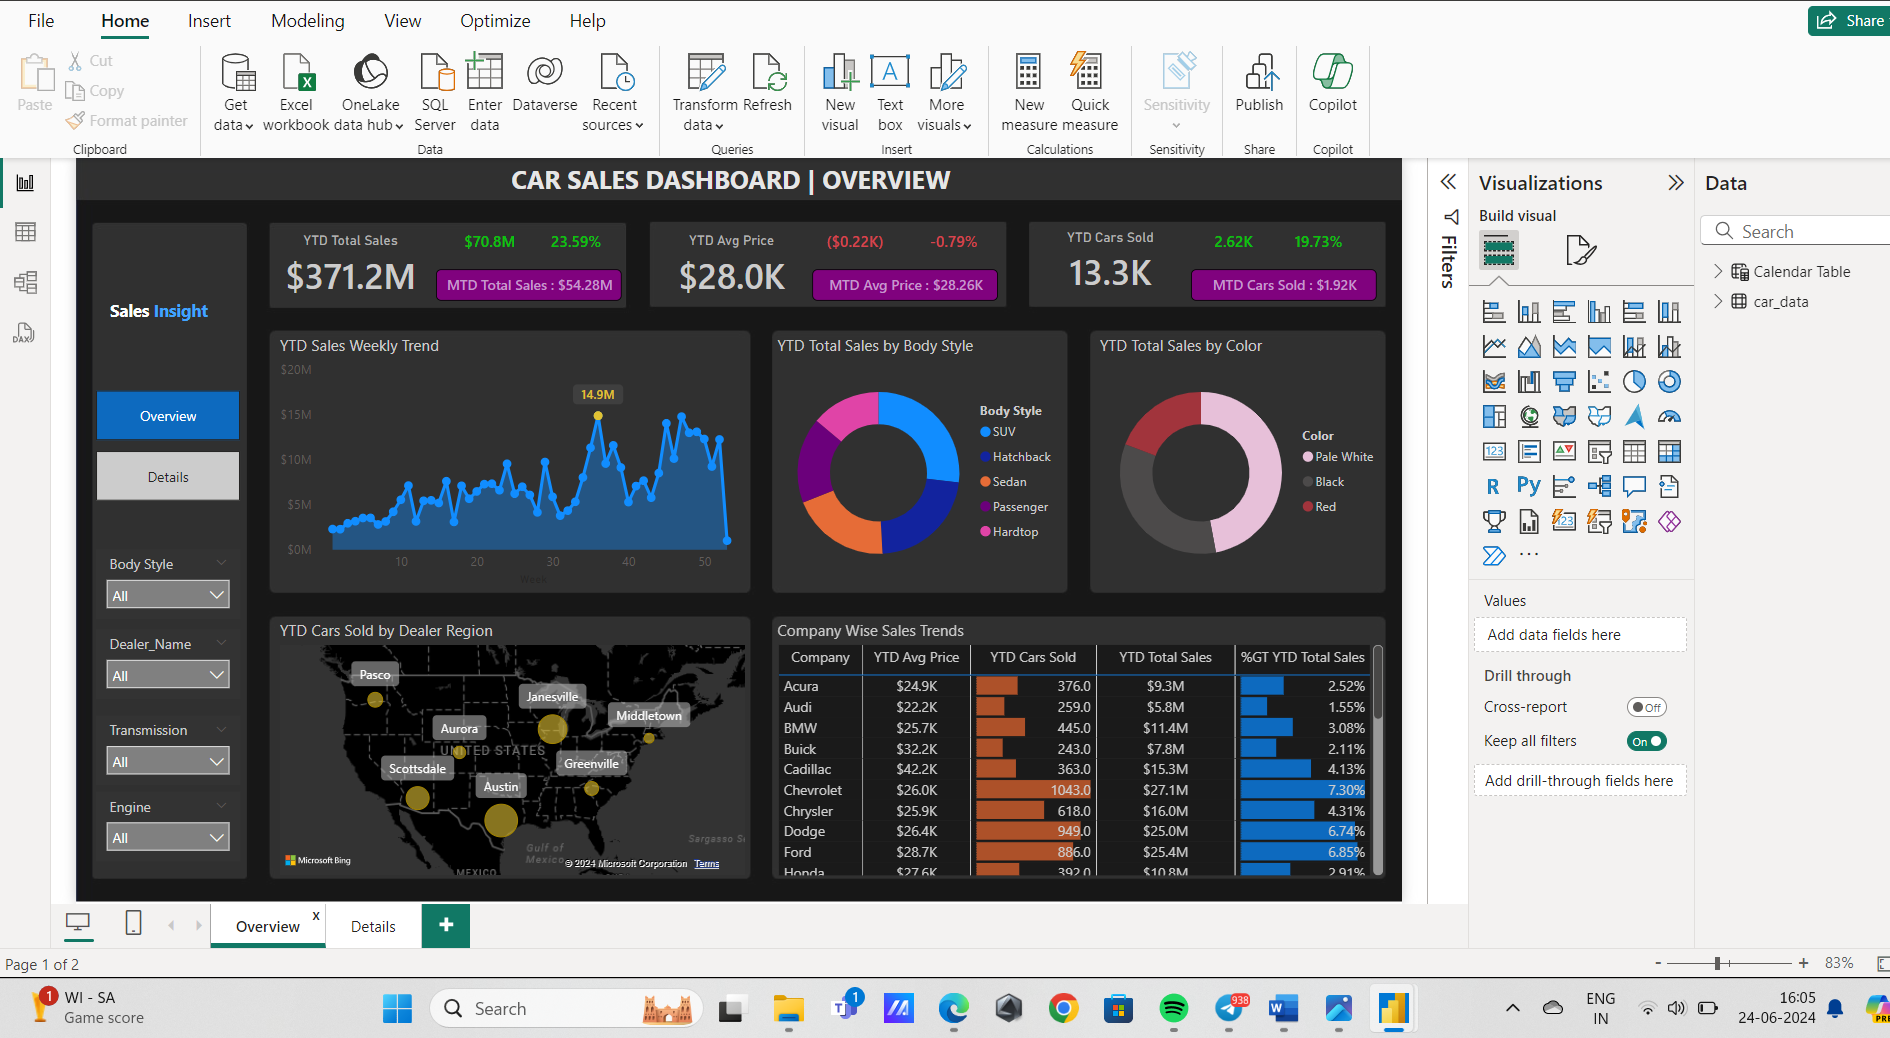 File Home Insert Modeling View Optimize Help Share
Paste
Cut
Copy
Format painter
Clipboard
Get data
Excel workbook
OneLake data hub
SQL Server
Enter data
Dataverse
Recent sources
Data
Transform data
Refresh
Queries
New visual
Text box
More visuals
Insert
New measure
Quick measure
Calculations
Sensitivity
Sensitivity
Publish
Share
Copilot
Copilot
CAR SALES DASHBOARD | OVERVIEW
Sales Insight
Overview
Details
Body Style
All
Dealer_Name
All
Transmission
All
Engine
All
YTD Total Sales $70.8M 23.59%
$371.2M MTD Total Sales : $54.28M
YTD Avg Price ($0.22K) -0.79%
$28.0K MTD Avg Price : $28.26K
YTD Cars Sold 2.62K 19.73%
13.3K MTD Cars Sold : $1.92K
YTD Sales Weekly Trend
$20M
$15M
$10M
$5M
$0M
14.9M
10 20 30 40 50
Week
YTD Total Sales by Body Style
Body Style
SUV
Hatchback
Sedan
Passenger
Hardtop
YTD Total Sales by Color
Color
Pale White
Black
Red
YTD Cars Sold by Dealer Region
Pasco
Janesville
Middletown
Aurora
UNITED STATES
Scottsdale
Greenville
Austin
Sargasso S
Gulf of
Mexico
MEXICO
Microsoft Bing
© 2024 Microsoft Corporation Terms
Company Wise Sales Trends
Company YTD Avg Price YTD Cars Sold YTD Total Sales %GT YTD Total Sales
Acura $24.9K 376.0 $9.3M 2.52%
Audi $22.2K 259.0 $5.8M 1.55%
BMW $25.7K 445.0 $11.4M 3.08%
Buick $32.2K 243.0 $7.8M 2.11%
Cadillac $42.2K 363.0 $15.3M 4.13%
Chevrolet $26.0K 1043.0 $27.1M 7.30%
Chrysler $25.9K 618.0 $16.0M 4.31%
Dodge $26.4K 949.0 $25.0M 6.74%
Ford $28.7K 886.0 $25.4M 6.85%
Honda $27.6K 392.0 $10.8M 2.91%
Filters
Visualizations
Build visual
123
R Py
123
Values
Add data fields here
Drill through
Cross-report Off
Keep all filters On
Add drill-through fields here
Data
Search
Calendar Table
car_data
DAX
Overview x
Details
+
Page 1 of 2
- + 83%
1
WI - SA
Game score
Search
1
938
PRE
ENG
IN
16:05
24-06-2024